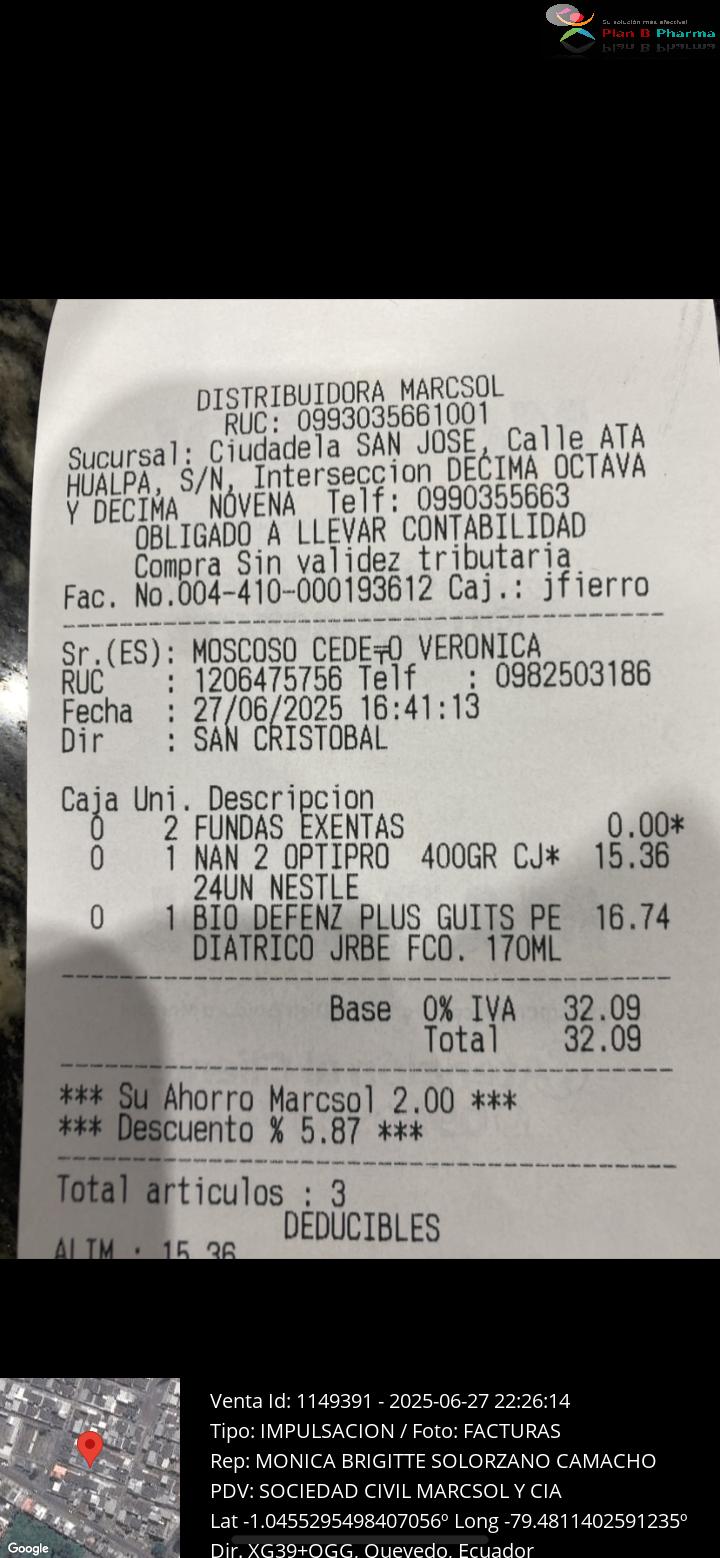 Su solución más efectiva!
Plan B Pharma
DISTRIBUIDORA MARCSOL
RUC: 0993035661001
Sucursal: Ciudadela SAN JOSE, Calle ATA
HUALPA, S/N, Interseccion DECIMA OCTAVA
Y DECIMA NOVENA Telf: 0990355663
OBLIGADO A LLEVAR CONTABILIDAD
Compra Sin validez tributaria
Fac. No.004-410-000193612 Caj.: jfierro
Sr.(ES): MOSCOSO CEDE╤O VERONICA
RUC : 1206475756 Telf : 0982503186
Fecha : 27/06/2025 16:41:13
Dir : SAN CRISTOBAL
Caja Uni. Descripcion
0 2 FUNDAS EXENTAS 0.00*
0 1 NAN 2 OPTIPRO 400GR CJ* 15.36
24UN NESTLE
0 1 BIO DEFENZ PLUS GUITS PE 16.74
DIATRICO JRBE FCO. 170ML
Base 0% IVA 32.09
Total 32.09
*** Su Ahorro Marcsol 2.00 ***
*** Descuento % 5.87 ***
Total articulos : 3
DEDUCIBLES
ALIM : 15.36
Google
Venta Id: 1149391 - 2025-06-27 22:26:14
Tipo: IMPULSACION / Foto: FACTURAS
Rep: MONICA BRIGITTE SOLORZANO CAMACHO
PDV: SOCIEDAD CIVIL MARCSOL Y CIA
Lat -1.0455295498407056º Long -79.4811402591235º
Dir. XG39+QGG, Quevedo, Ecuador